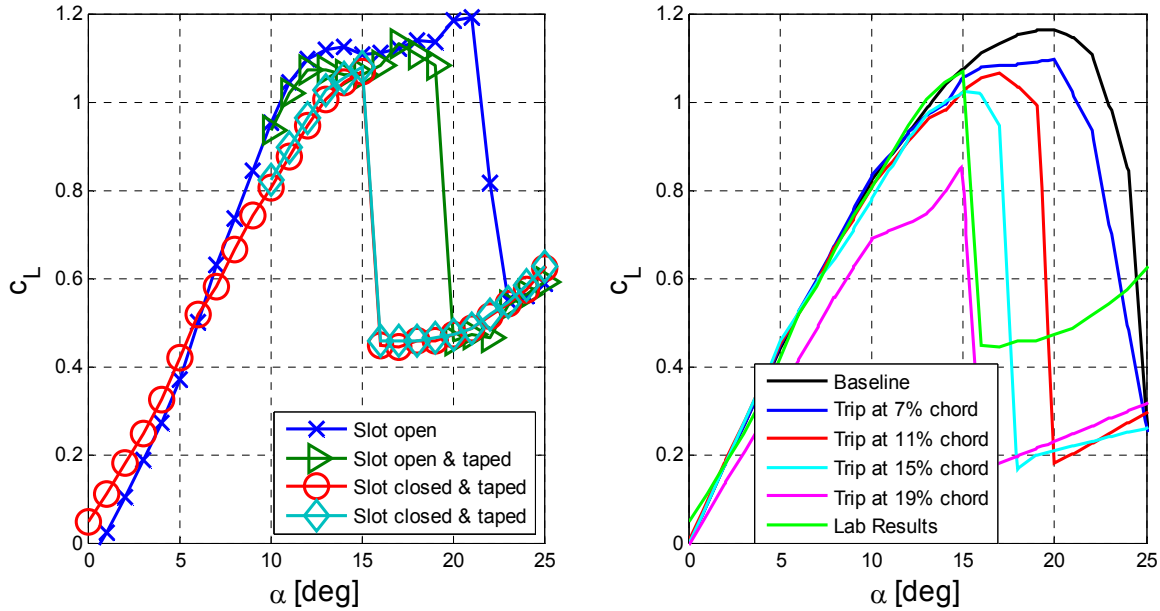 1.2
1
0.8
0.6
0.4
0.2
0
c_L
0 5 10 15 20 25
α [deg]
Slot open
Slot open & taped
Slot closed & taped
Slot closed & taped
1.2
1
0.8
0.6
0.4
0.2
0
c_L
0 5 10 15 20 25
α [deg]
Baseline
Trip at 7% chord
Trip at 11% chord
Trip at 15% chord
Trip at 19% chord
Lab Results